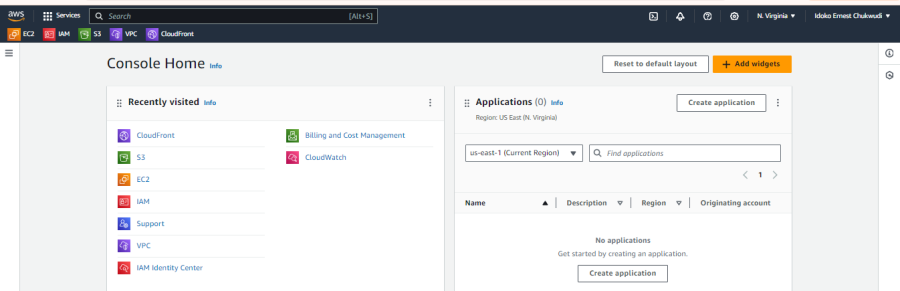 aws Services Search [Alt+S] N. Virginia Idoko Ernest Chukwudi
EC2 IAM S3 VPC CloudFront
Console Home Info
Reset to default layout
+ Add widgets
Recently visited Info
CloudFront
S3
EC2
IAM
Support
VPC
IAM Identity Center
Billing and Cost Management
CloudWatch
Applications (0) Info
Region: US East (N. Virginia)
Create application
us-east-1 (Current Region)
Find applications
1
Name Description Region Originating account
No applications
Get started by creating an application.
Create application